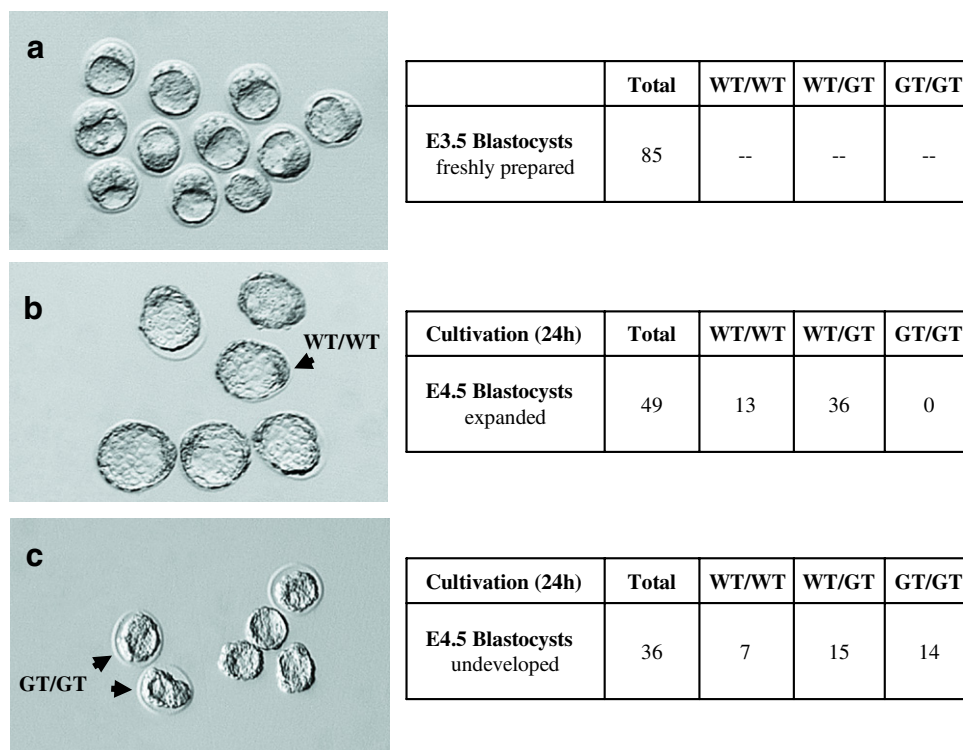 a
Total WT/WT WT/GT GT/GT
E3.5 Blastocysts
freshly prepared
85 -- -- --
b
WT/WT
Cultivation (24h) Total WT/WT WT/GT GT/GT
E4.5 Blastocysts
expanded
49 13 36 0
c
GT/GT
Cultivation (24h) Total WT/WT WT/GT GT/GT
E4.5 Blastocysts
undeveloped
36 7 15 14